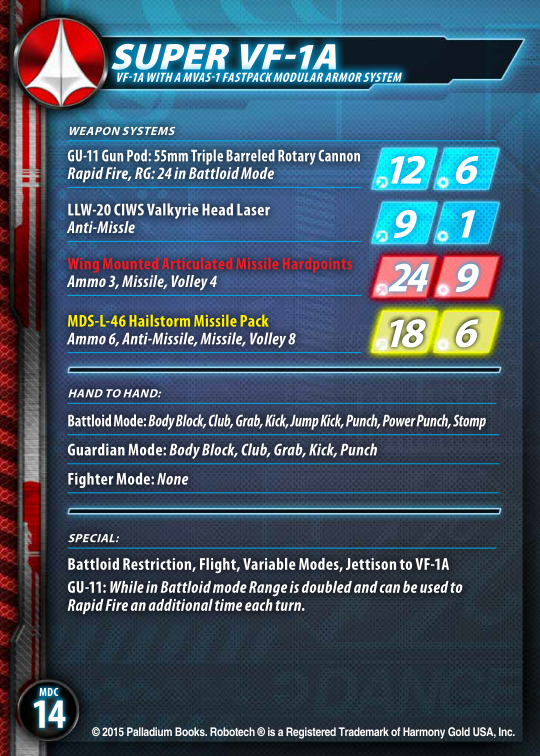 SUPER VF-1A
VF-1A WITH A MVAS-1 FASTPACK MODULAR ARMOR SYSTEM
WEAPON SYSTEMS
GU-11 Gun Pod: 55mm Triple Barreled Rotary Cannon
Rapid Fire, RG: 24 in Battloid Mode
12 6
LLW-20 CIWS Valkyrie Head Laser
Anti-Missle
9 1
Wing Mounted Articulated Missile Hardpoints
Ammo 3, Missile, Volley 4
24 9
MDS-L-46 Hailstorm Missile Pack
Ammo 6, Anti-Missile, Missile, Volley 8
18 6
HAND TO HAND:
Battloid Mode: Body Block, Club, Grab, Kick, Jump Kick, Punch, Power Punch, Stomp
Guardian Mode: Body Block, Club, Grab, Kick, Punch
Fighter Mode: None
SPECIAL:
Battloid Restriction, Flight, Variable Modes, Jettison to VF-1A
GU-11: While in Battloid mode Range is doubled and can be used to
Rapid Fire an additional time each turn.
MDC
14
© 2015 Palladium Books. Robotech ® is a Registered Trademark of Harmony Gold USA, Inc.